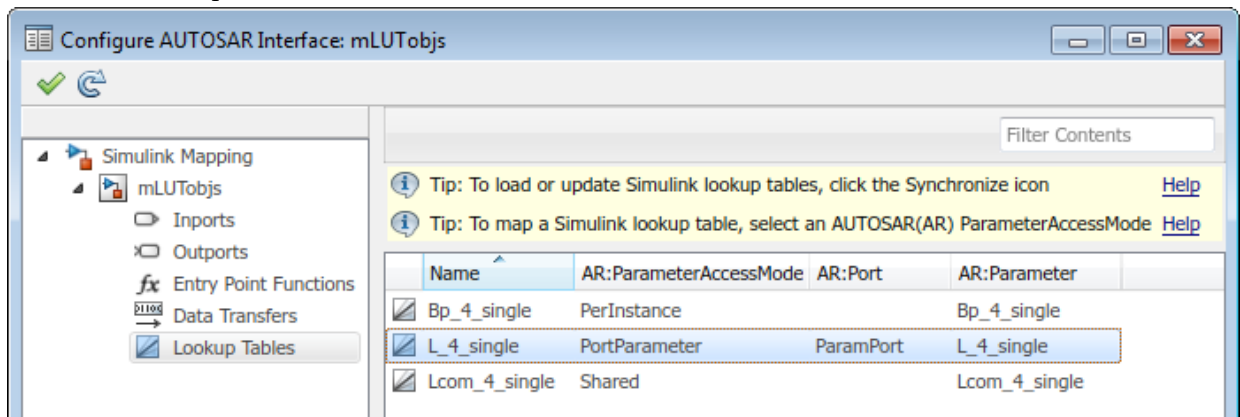 Configure AUTOSAR Interface: mLUTobjs
Filter Contents
Simulink Mapping
mLUTobjs
Inports
Outports
fx Entry Point Functions
Data Transfers
Lookup Tables
Tip: To load or update Simulink lookup tables, click the Synchronize icon Help
Tip: To map a Simulink lookup table, select an AUTOSAR(AR) ParameterAccessMode Help
Name AR:ParameterAccessMode AR:Port AR:Parameter
Bp_4_single PerInstance Bp_4_single
L_4_single PortParameter ParamPort L_4_single
Lcom_4_single Shared Lcom_4_single